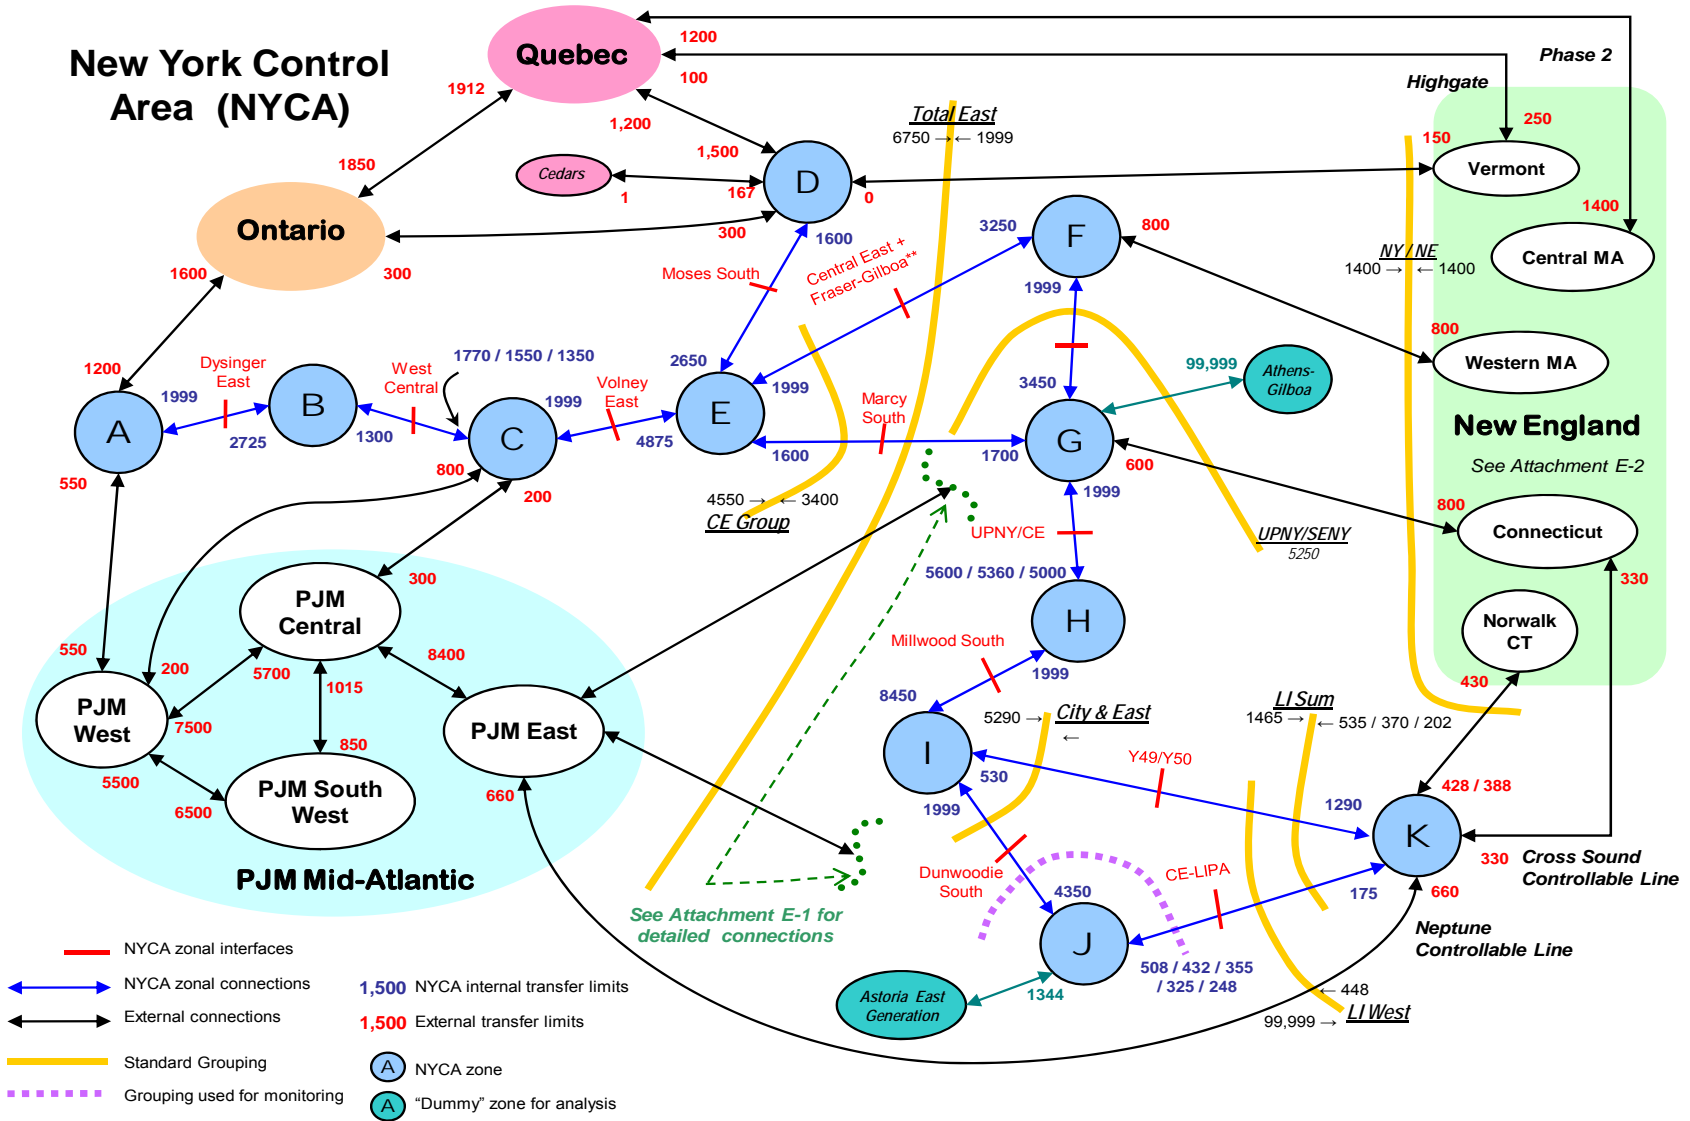 New York Control
Area (NYCA)
Quebec
1200
100
Phase 2
Highgate
1912
1,200
1,500
Total East
6750 → ← 1999
250
150
Vermont
1850
Cedars
1
167
D
0
1400
Ontario
300
1600
3250
F
800
Central MA
NY / NE
1400 → ← 1400
1600
300
Moses South
Central East +
Fraser-Gilboa**
1999
1200
Dysinger
East
West
Central
1770 / 1550 / 1350
Volney
East
2650
1999
99,999
Athens-
Gilboa
800
Western MA
A
1999
2725
B
1300
C
1999
4875
E
1600
Marcy
South
3450
1700
G
600
New England
See Attachment E-2
550
800
200
4550 → ← 3400
CE Group
1999
UPNY/CE
UPNY/SENY
5250
800
Connecticut
330
300
PJM
Central
5600 / 5360 / 5000
H
Norwalk
CT
550
200
5700
1015
8400
Millwood South
1999
430
PJM
West
7500
PJM East
8450
5290 →
←
City & East
LI Sum
1465 → ← 535 / 370 / 202
5500
850
6500
PJM South
West
660
I
530
1999
Y49/Y50
1290
428 / 388
K
330
Cross Sound
Controllable Line
PJM Mid-Atlantic
See Attachment E-1 for
detailed connections
Dunwoodie
South
4350
CE-LIPA
175
660
Neptune
Controllable Line
J
508 / 432 / 355
/ 325 / 248
Astoria East
Generation
1344
← 448
99,999 →
LI West
NYCA zonal interfaces
NYCA zonal connections
1,500 NYCA internal transfer limits
External connections
1,500 External transfer limits
Standard Grouping
A NYCA zone
Grouping used for monitoring
A "Dummy" zone for analysis